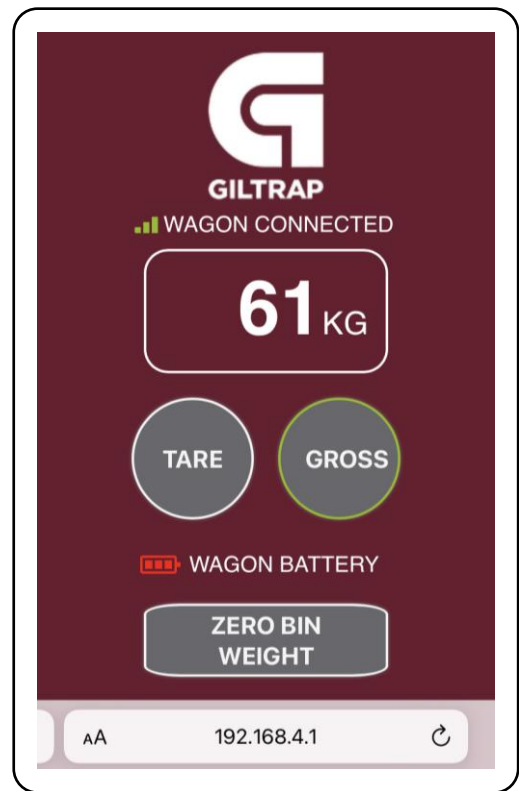 GILTRAP
WAGON CONNECTED
61 KG
TARE GROSS
WAGON BATTERY
ZERO BIN
WEIGHT
AA 192.168.4.1